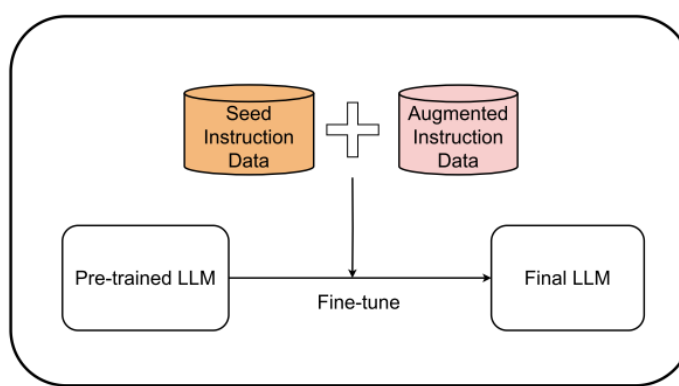 Seed
Instruction
Data
Augmented
Instruction
Data
Pre-trained LLM
Fine-tune
Final LLM